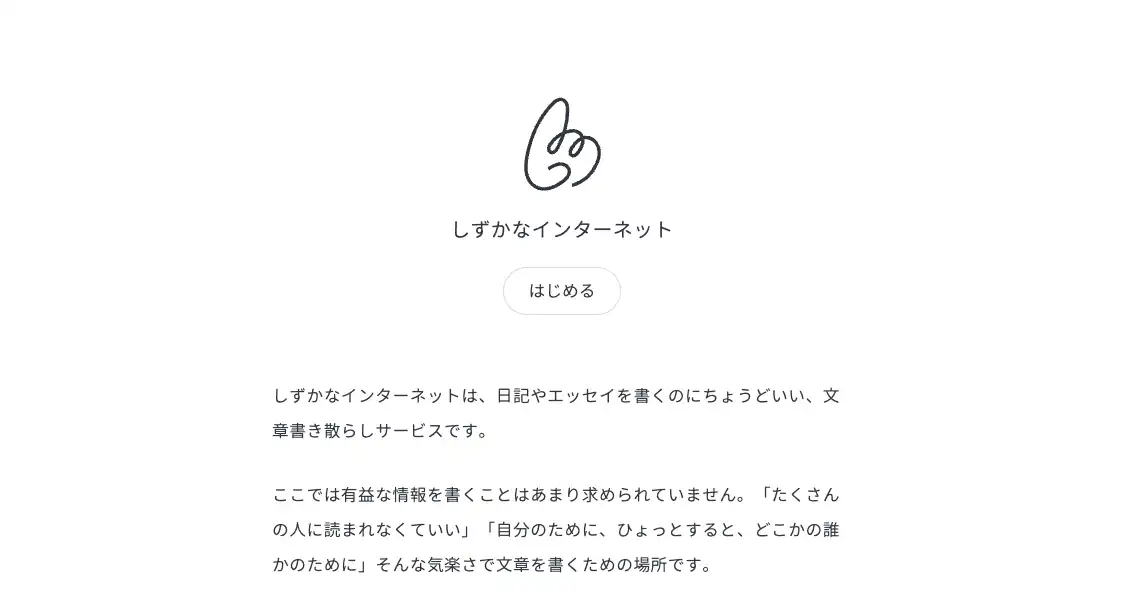 しずかなインターネット
はじめる
しずかなインターネットは、日記やエッセイを書くのにちょうどいい、文
章書き散らしサービスです。
ここでは有益な情報を書くことはあまり求められていません。「たくさん
の人に読まれなくていい」「自分のために、ひょっとすると、どこかの誰
かのために」そんな気楽さで文章を書くための場所です。